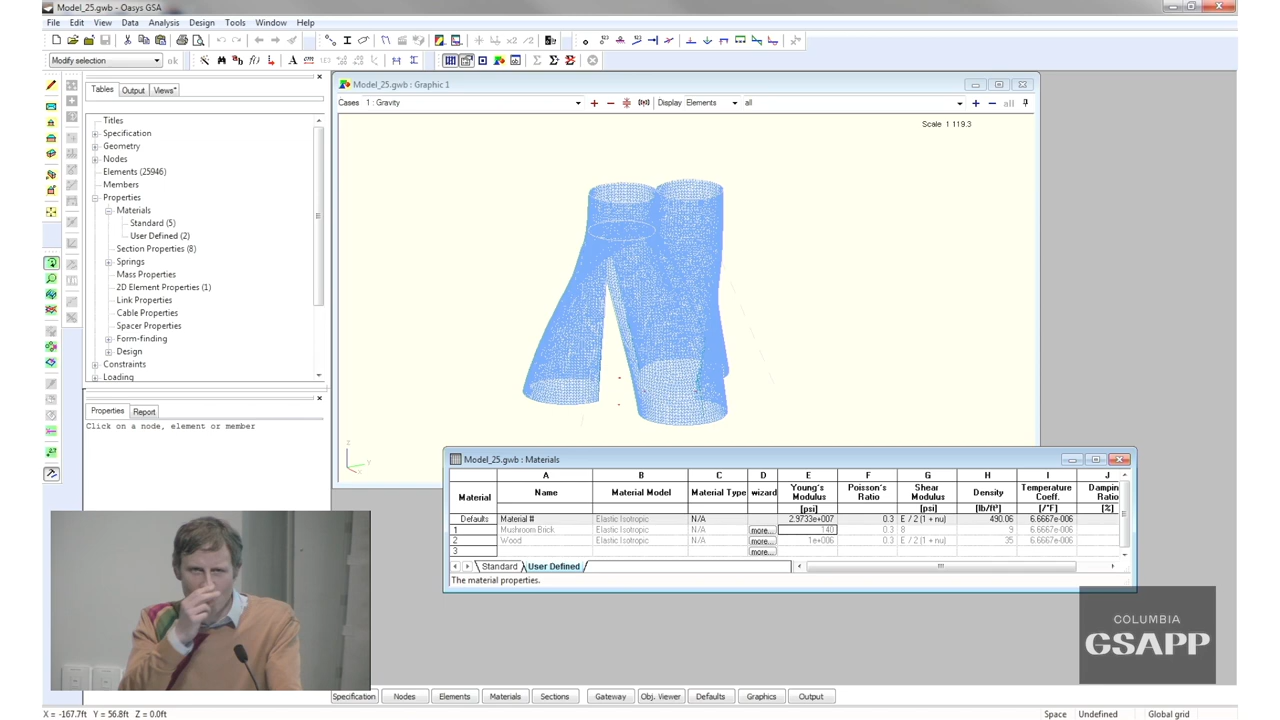 Model_25.gwb - Oasys GSA
File Edit View Data Analysis Design Tools Window Help
Modify selection ok
Tables Output Views*
Titles
Specification
Geometry
Nodes
Elements (25946)
Members
Properties
Materials
Standard (5)
User Defined (2)
Section Properties (8)
Springs
Mass Properties
2D Element Properties (1)
Link Properties
Cable Properties
Spacer Properties
Form-finding
Design
Constraints
Loading
Properties Report
Click on a node, element or member
Model_25.gwb : Graphic 1
Cases 1 : Gravity Display Elements all all
Scale 1 119.3
Model_25.gwb : Materials
A B C D E F G H I J
Material Name Material Model Material Type wizard Young's Modulus Poisson's Ratio Shear Modulus Density Temperature Coeff. Dampin Ratio
[psi] [psi] [lb/ft³] [/°F] [%]
Defaults Material # Elastic Isotropic N/A 2.9733e+007 0.3 E / 2 (1 + nu) 490.06 6.6667e-006
1 Mushroom Brick Elastic Isotropic N/A more... 140 0.3 8 9 6.6667e-006
2 Wood Elastic Isotropic N/A more... 1e+006 0.3 E / 2 (1 + nu) 35 6.6667e-006
3 more...
Standard User Defined
The material properties.
COLUMBIA
GSAPP
Specification Nodes Elements Materials Sections Gateway Obj. Viewer Defaults Graphics Output
X = -167.7ft Y = 56.8ft Z = 0.0ft Space Undefined Global grid